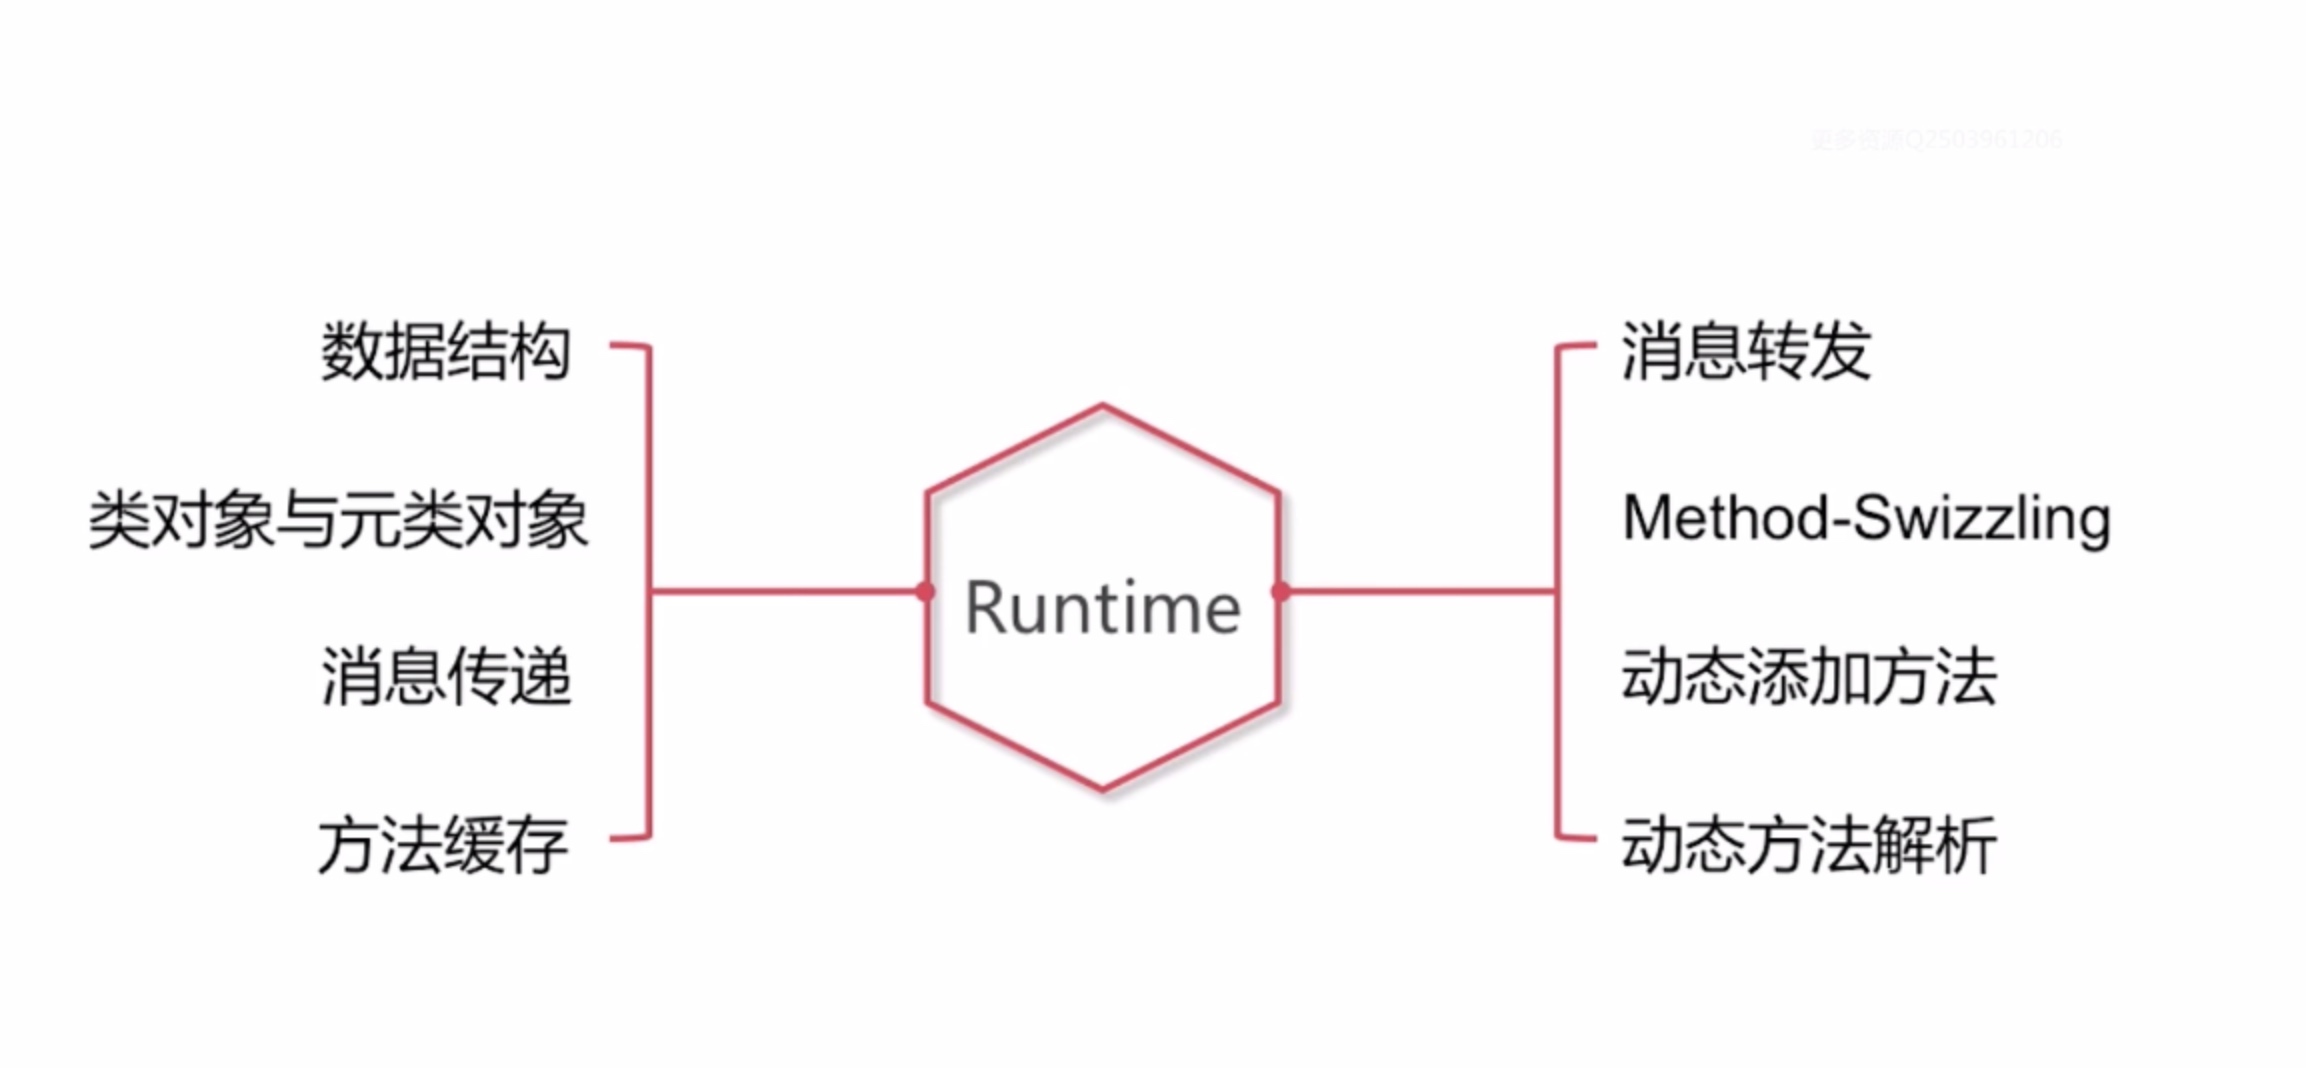 更多资源Q2503961206
数据结构
类对象与元类对象
消息传递
方法缓存
Runtime
消息转发
Method-Swizzling
动态添加方法
动态方法解析